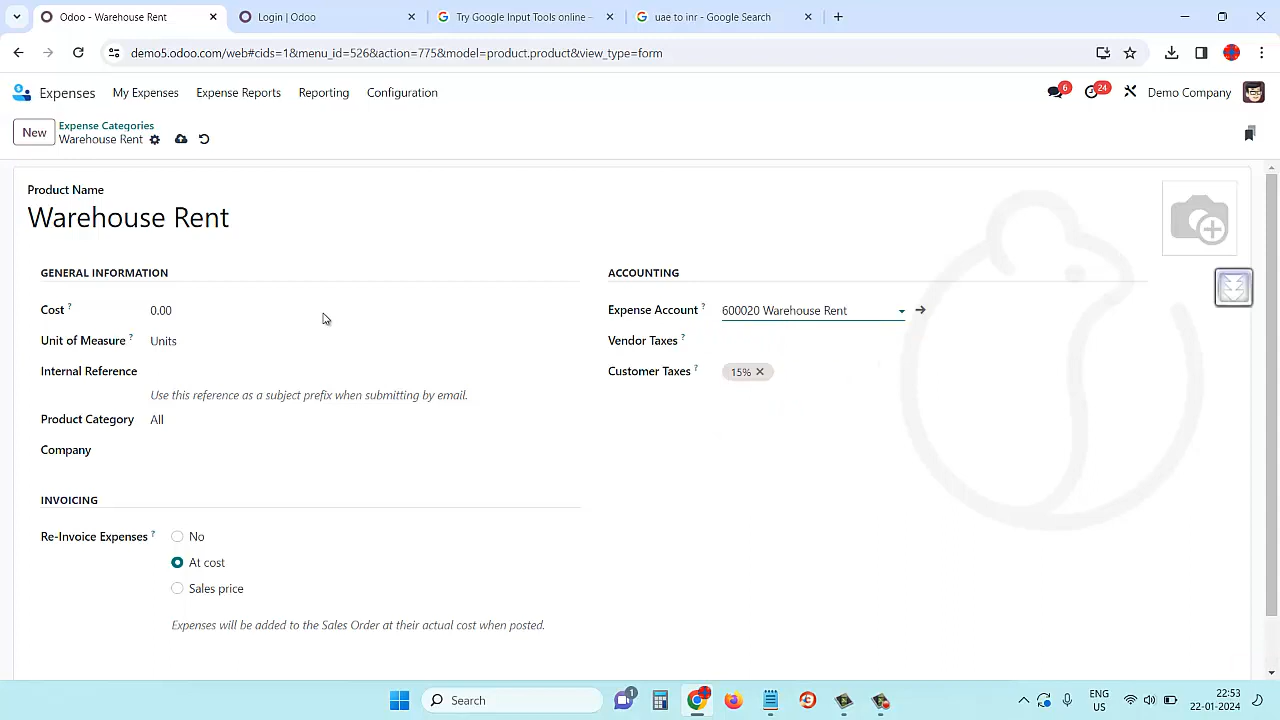 Odoo - Warehouse Rent
Login | Odoo
Try Google Input Tools online –
uae to inr - Google Search
demo5.odoo.com/web#cids=1&menu_id=526&action=775&model=product.product&view_type=form
Expenses My Expenses Expense Reports Reporting Configuration
6 24 Demo Company
New
Expense Categories
Warehouse Rent
Product Name
Warehouse Rent
GENERAL INFORMATION
Cost ? 0.00
Unit of Measure ? Units
Internal Reference
Use this reference as a subject prefix when submitting by email.
Product Category All
Company
ACCOUNTING
Expense Account ? 600020 Warehouse Rent
Vendor Taxes ?
Customer Taxes ? 15%
INVOICING
Re-Invoice Expenses ? No
At cost
Sales price
Expenses will be added to the Sales Order at their actual cost when posted.
Search
1
ENG
US
22:53
22-01-2024